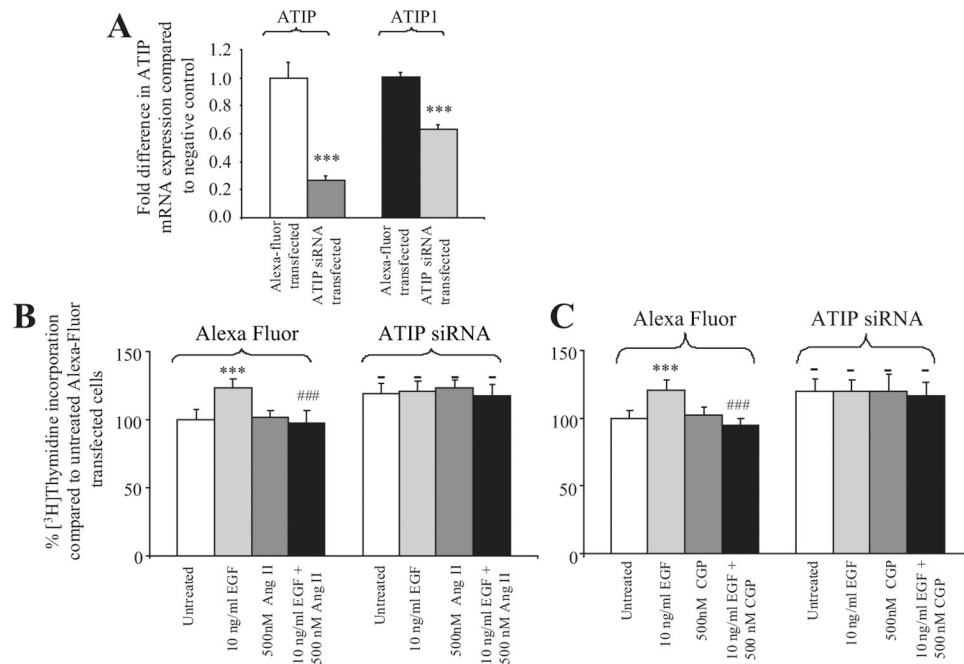 A
ATIP
ATIP1
Fold difference in ATIP
mRNA expression compared
to negative control
1.2
1.0
0.8
0.6
0.4
0.2
0.0
***
***
Alexa-fluor
transfected
ATIP siRNA
transfected
Alexa-fluor
transfected
ATIP siRNA
transfected
B
Alexa Fluor
ATIP siRNA
% [³H]Thymidine incorporation
compared to untreated Alexa-Fluor
transfected cells
150
100
50
0
***
###
-
-
-
-
Untreated
10 ng/ml EGF
500nM Ang II
10 ng/ml EGF +
500 nM Ang II
Untreated
10 ng/ml EGF
500nM Ang II
10 ng/ml EGF +
500 nM Ang II
C
Alexa Fluor
ATIP siRNA
150
100
50
0
***
###
-
-
-
-
Untreated
10 ng/ml EGF
500nM CGP
10 ng/ml EGF +
500 nM CGP
Untreated
10 ng/ml EGF
500nM CGP
10 ng/ml EGF +
500 nM CGP